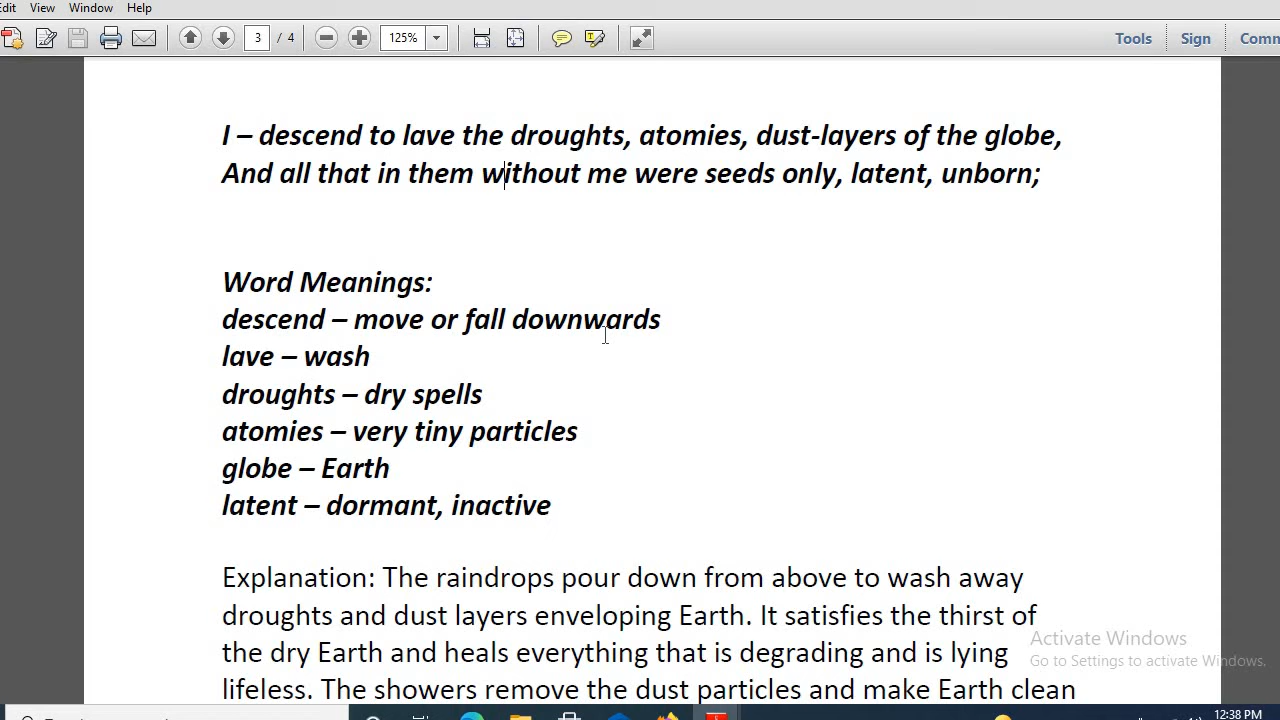 Edit View Window Help
3 / 4 125% Tools Sign
I – descend to lave the droughts, atomies, dust-layers of the globe,
And all that in them without me were seeds only, latent, unborn;
Word Meanings:
descend – move or fall downwards
lave – wash
droughts – dry spells
atomies – very tiny particles
globe – Earth
latent – dormant, inactive
Explanation: The raindrops pour down from above to wash away
droughts and dust layers enveloping Earth. It satisfies the thirst of
the dry Earth and heals everything that is degrading and is lying
lifeless. The showers remove the dust particles and make Earth clean
Activate Windows
Go to Settings to activate Windows.
12:38 PM